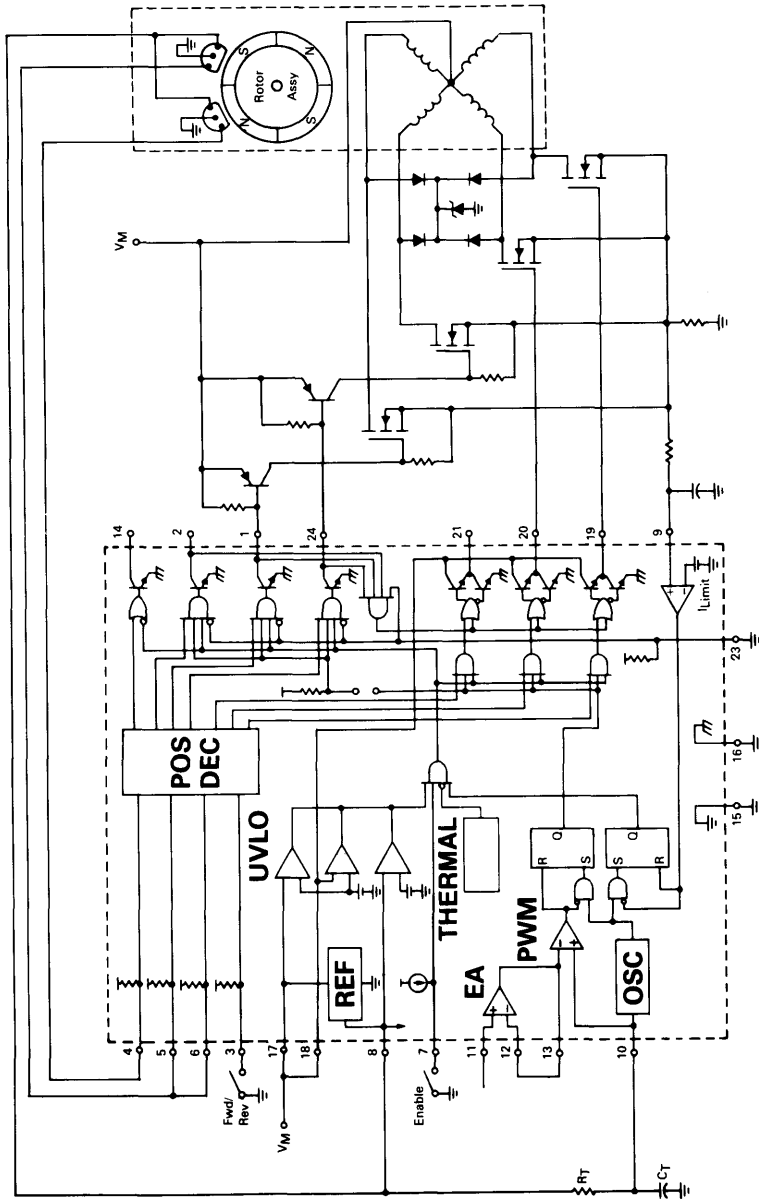 N
S
Rotor
Assy
S
N
VM
14
2
1
24
21
20
19
9
ILimit
23
16
15
POS
DEC
UVLO
THERMAL
PWM
EA
REF
OSC
R
Q
S
S
Q
R
4
5
6
3
Fwd/
Rev
17
18
VM
8
7
Enable
11
12
13
10
RT
CT
+
−
+
−
−
+